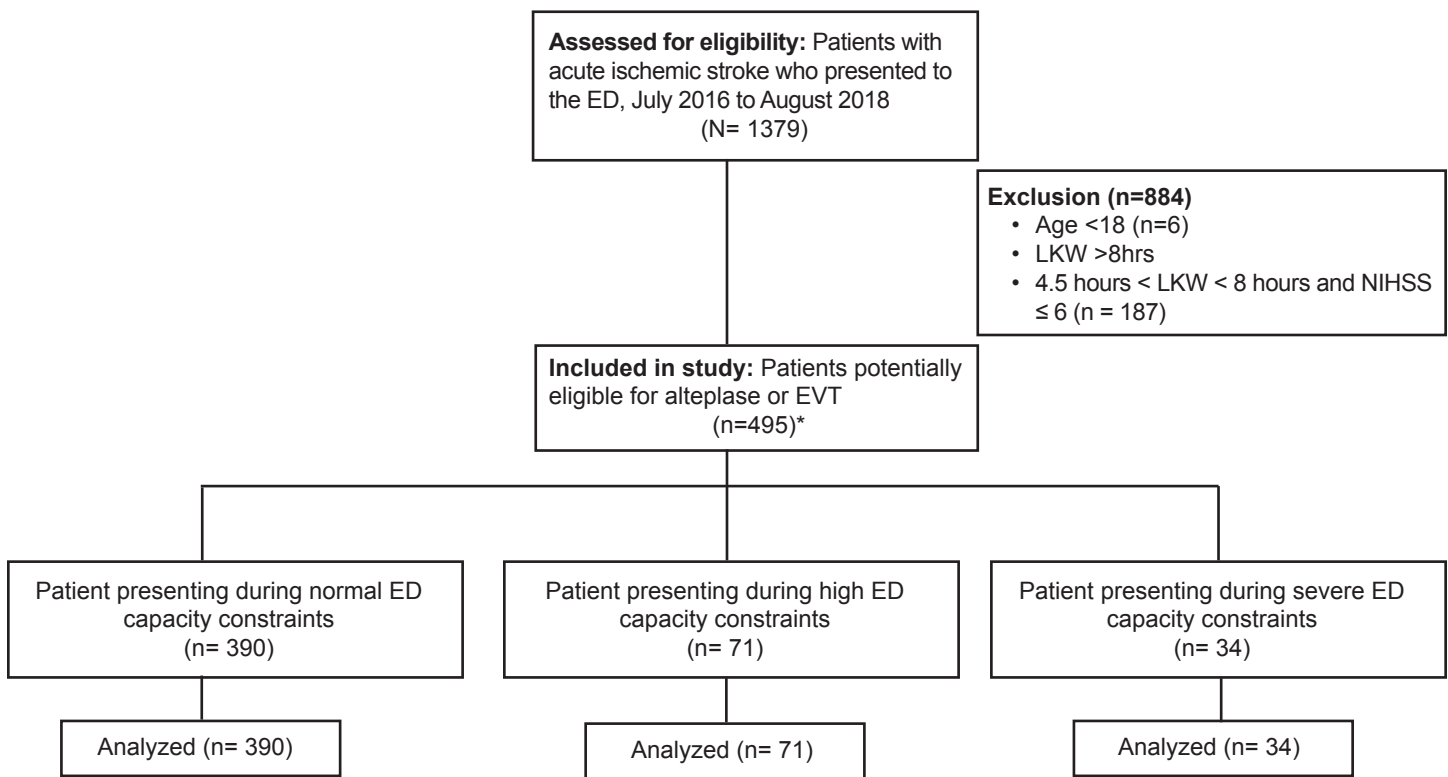 Assessed for eligibility: Patients with
acute ischemic stroke who presented to
the ED, July 2016 to August 2018
(N= 1379)
Exclusion (n=884)
• Age <18 (n=6)
• LKW >8hrs
• 4.5 hours < LKW < 8 hours and NIHSS
≤ 6 (n = 187)
Included in study: Patients potentially
eligible for alteplase or EVT
(n=495)*
Patient presenting during normal ED
capacity constraints
(n= 390)
Patient presenting during high ED
capacity constraints
(n= 71)
Patient presenting during severe ED
capacity constraints
(n= 34)
Analyzed (n= 390)
Analyzed (n= 71)
Analyzed (n= 34)